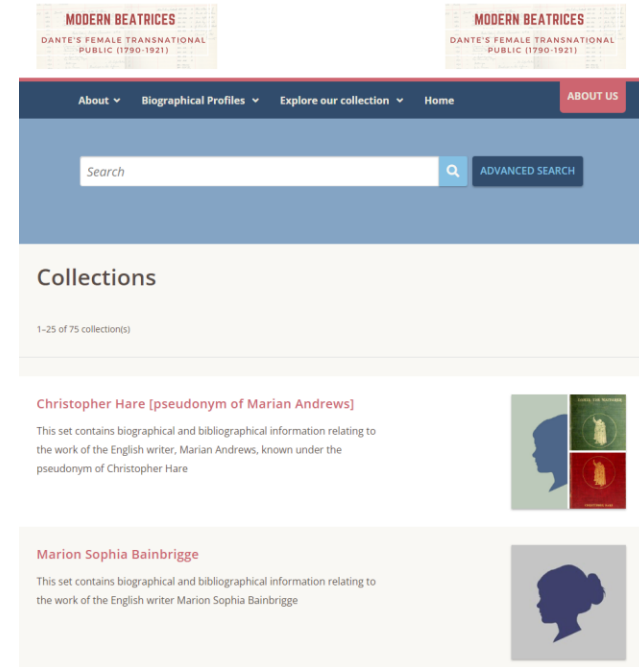 MODERN BEATRICES
DANTE'S FEMALE TRANSNATIONAL
PUBLIC (1790-1921)
MODERN BEATRICES
DANTE'S FEMALE TRANSNATIONAL
PUBLIC (1790-1921)
About
Biographical Profiles
Explore our collection
Home
ABOUT US
Search
ADVANCED SEARCH
Collections
1–25 of 75 collection(s)
Christopher Hare [pseudonym of Marian Andrews]
This set contains biographical and bibliographical information relating to
the work of the English writer, Marian Andrews, known under the
pseudonym of Christopher Hare
Marion Sophia Bainbrigge
This set contains biographical and bibliographical information relating to
the work of the English writer Marion Sophia Bainbrigge